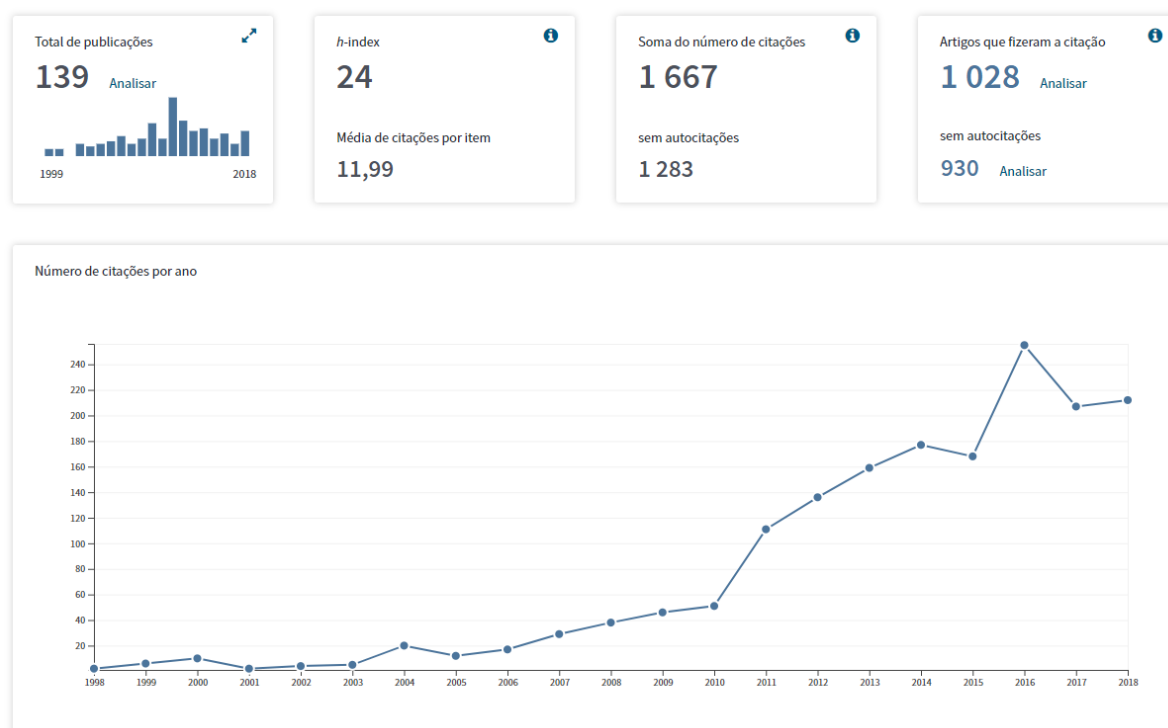 Total de publicações
139 Analisar
1999 2018
h-index
24
Média de citações por item
11,99
Soma do número de citações
1 667
sem autocitações
1 283
Artigos que fizeram a citação
1 028 Analisar
sem autocitações
930 Analisar
Número de citações por ano
240
220
200
180
160
140
120
100
80
60
40
20
1998 1999 2000 2001 2002 2003 2004 2005 2006 2007 2008 2009 2010 2011 2012 2013 2014 2015 2016 2017 2018